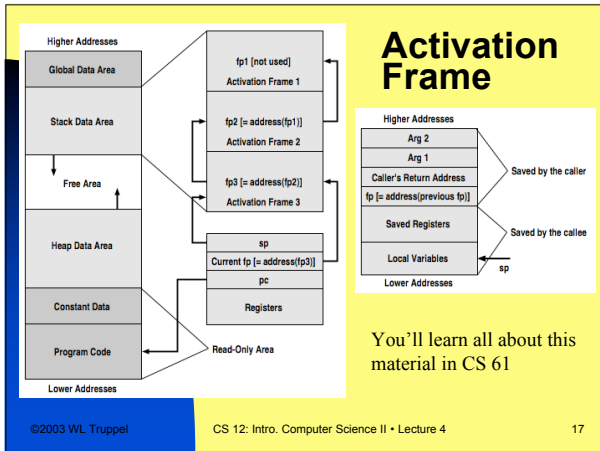 Activation
Frame
Higher Addresses
Global Data Area
Stack Data Area
Free Area
Heap Data Area
Constant Data
Program Code
Lower Addresses
Read-Only Area
fp1 [not used]
Activation Frame 1
fp2 [= address(fp1)]
Activation Frame 2
fp3 [= address(fp2)]
Activation Frame 3
sp
Current fp [= address(fp3)]
pc
Registers
Higher Addresses
Arg 2
Arg 1
Caller's Return Address
fp [= address(previous fp)]
Saved Registers
Local Variables
Lower Addresses
Saved by the caller
Saved by the callee
sp
You'll learn all about this
material in CS 61
©2003 WL Truppel
CS 12: Intro. Computer Science II • Lecture 4
17